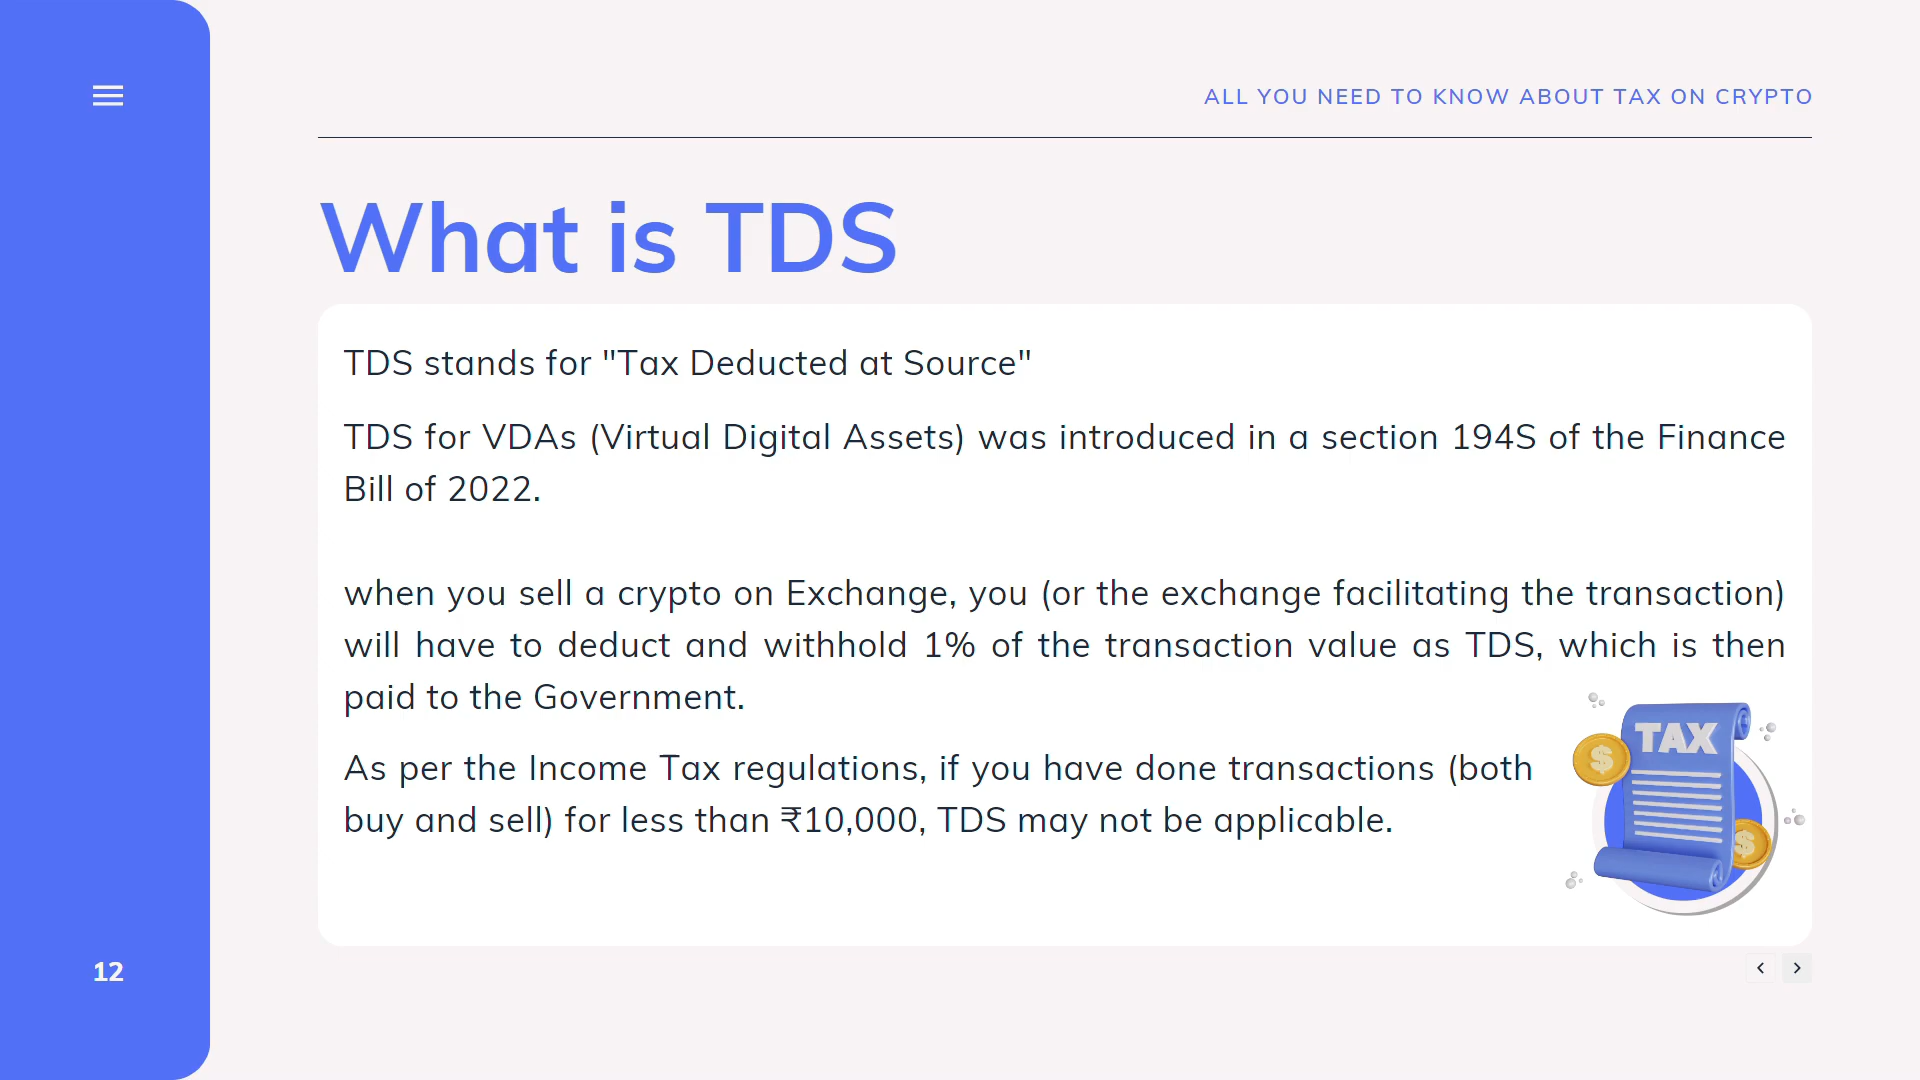 ALL YOU NEED TO KNOW ABOUT TAX ON CRYPTO
What is TDS
TDS stands for "Tax Deducted at Source"
TDS for VDAs (Virtual Digital Assets) was introduced in a section 194S of the Finance
Bill of 2022.
when you sell a crypto on Exchange, you (or the exchange facilitating the transaction)
will have to deduct and withhold 1% of the transaction value as TDS, which is then
paid to the Government.
As per the Income Tax regulations, if you have done transactions (both
buy and sell) for less than ₹10,000, TDS may not be applicable.
TAX
$
$
12